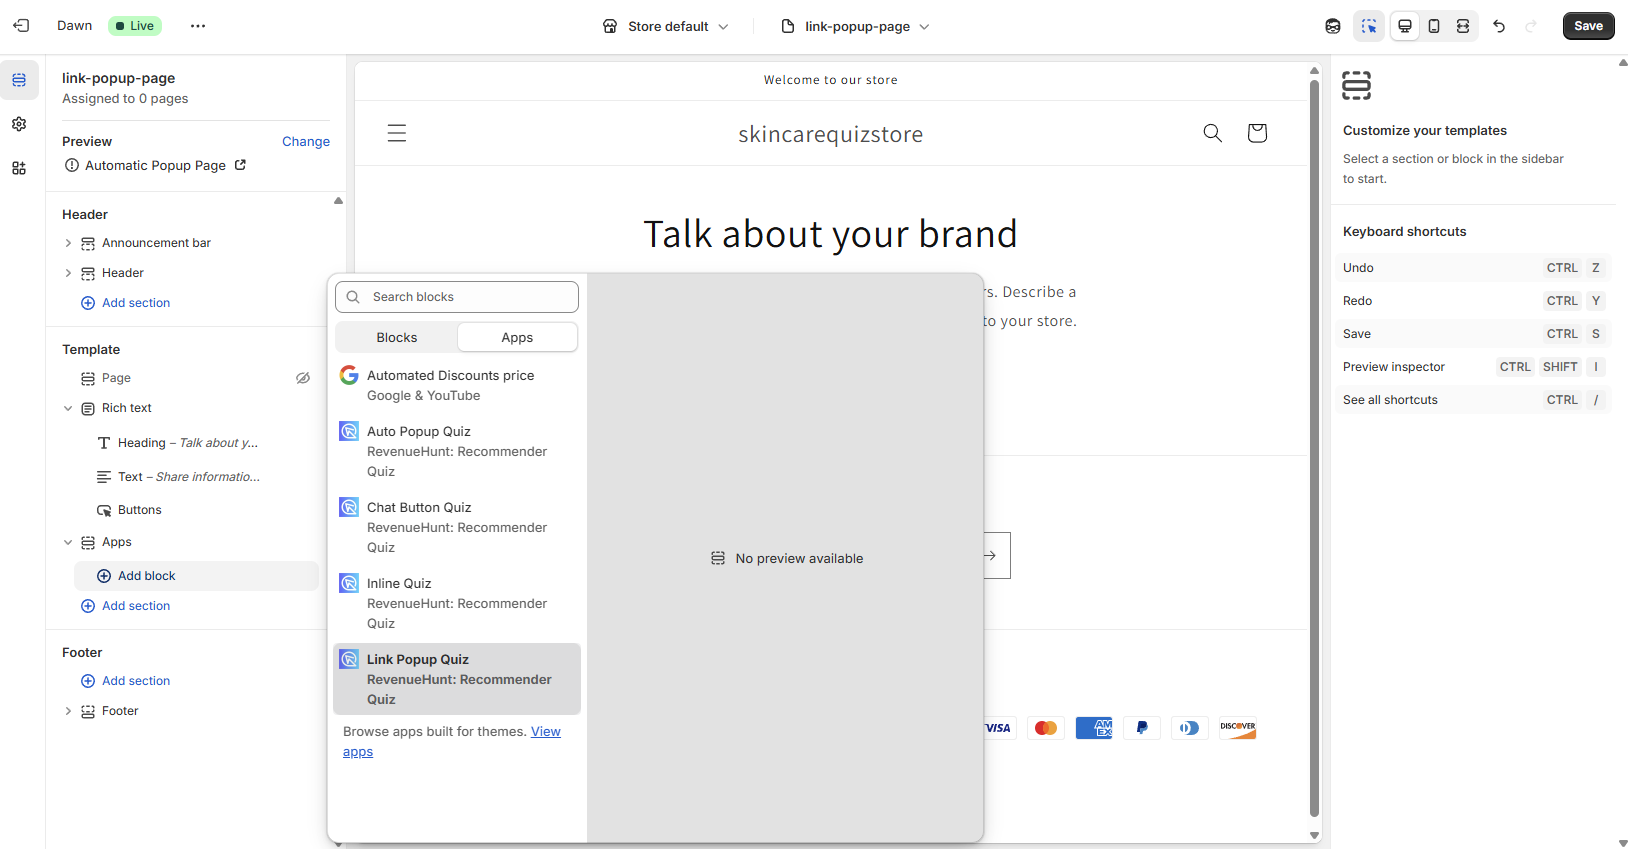 Dawn
Live
Store default
link-popup-page
Save
link-popup-page
Assigned to 0 pages
Preview
Change
Automatic Popup Page
Header
Announcement bar
Header
Add section
Template
Page
Rich text
Heading – Talk about y...
Text – Share informatio...
Buttons
Apps
Add block
Add section
Footer
Add section
Footer
Search blocks
Blocks
Apps
Automated Discounts price
Google & YouTube
Auto Popup Quiz
RevenueHunt: Recommender
Quiz
Chat Button Quiz
RevenueHunt: Recommender
Quiz
Inline Quiz
RevenueHunt: Recommender
Quiz
Link Popup Quiz
RevenueHunt: Recommender
Quiz
Browse apps built for themes. View
apps
No preview available
Welcome to our store
skincarequizstore
Talk about your brand
rs. Describe a
to your store.
VISA
AM
EX
DISCOVER
Customize your templates
Select a section or block in the sidebar
to start.
Keyboard shortcuts
Undo CTRL Z
Redo CTRL Y
Save CTRL S
Preview inspector CTRL SHIFT I
See all shortcuts CTRL /